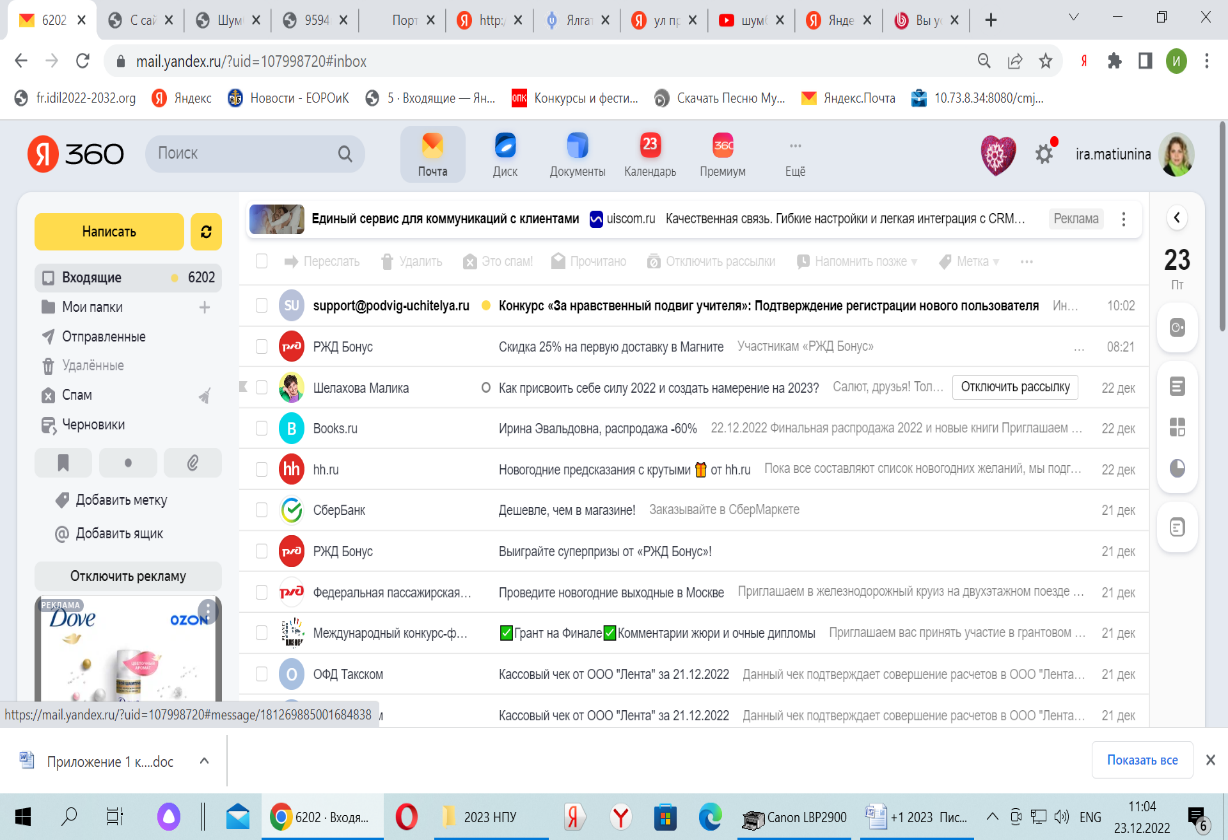 6202
С сай
Шум
9594
Порт
http:
Ялга
ул пр
шумб
Янде
Вы у
mail.yandex.ru/?uid=107998720#inbox
Я
И
fr.idil2022-2032.org
Яндекс
Новости - ЕОРОиК
5 · Входящие — Ян...
ОПК
Конкурсы и фести...
Скачать Песню Му...
Яндекс.Почта
10.73.8.34:8080/cmj...
Я 360
Поиск
Почта
Диск
Документы
23
Календарь
360
Премиум
Ещё
ira.matiunina
Написать
Входящие 6202
Мои папки
Отправленные
Удалённые
Спам
Черновики
Добавить метку
Добавить ящик
Отключить рекламу
РЕКЛАМА
Dove
OZON
Единый сервис для коммуникаций с клиентами uiscom.ru Качественная связь. Гибкие настройки и легкая интеграция с CRM... Реклама
Переслать Удалить Это спам! Прочитано Отключить рассылки Напомнить позже Метка
SU support@podvig-uchitelya.ru Конкурс «За нравственный подвиг учителя»: Подтверждение регистрации нового пользователя Ин... 10:02
РЖД Бонус Скидка 25% на первую доставку в Магните Участникам «РЖД Бонус» ... 08:21
Шелахова Малика Как присвоить себе силу 2022 и создать намерение на 2023? Салют, друзья! Тол... Отключить рассылку 22 дек
B Books.ru Ирина Эвальдовна, распродажа -60% 22.12.2022 Финальная распродажа 2022 и новые книги Приглашаем ... 22 дек
hh hh.ru Новогодние предсказания с крутыми 🎁 от hh.ru Пока все составляют список новогодних желаний, мы подг... 22 дек
СберБанк Дешевле, чем в магазине! Заказывайте в СберМаркете 21 дек
РЖД Бонус Выиграйте суперпризы от «РЖД Бонус»! 21 дек
Федеральная пассажирская... Проведите новогодние выходные в Москве Приглашаем в железнодорожный круиз на двухэтажном поезде ... 21 дек
Международный конкурс-ф... ✅Грант на Финале✅Комментарии жюри и очные дипломы Приглашаем вас принять участие в грантовом ... 21 дек
О ОФД Такском Кассовый чек от ООО "Лента" за 21.12.2022 Данный чек подтверждает совершение расчетов в ООО "Лента... 21 дек
Кассовый чек от ООО "Лента" за 21.12.2022 Данный чек подтверждает совершение расчетов в ООО "Лента... 21 дек
23
Пт
https://mail.yandex.ru/?uid=107998720#message/181269885001684838
Приложение 1 к....doc
Показать все
6202 · Входя...
2023 НПУ
Canon LBP2900
+1 2023 Пис...
ENG
11:04
23.12.2022
6